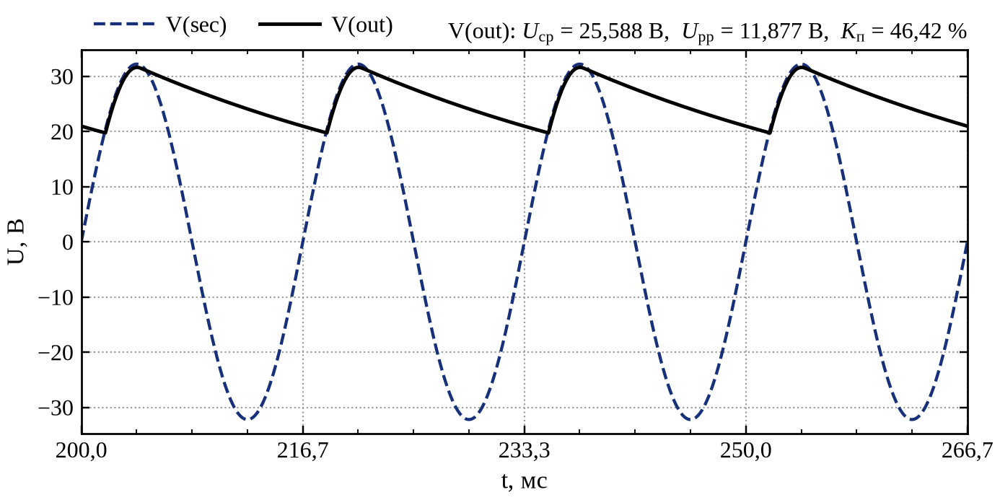 V(sec) V(out) V(out): Uср = 25,588 В, Uпр = 11,877 В, Kп = 46,42 %
30
20
10
0
−10
−20
−30
U, В
200,0 216,7 233,3 250,0 266,7
t, мс